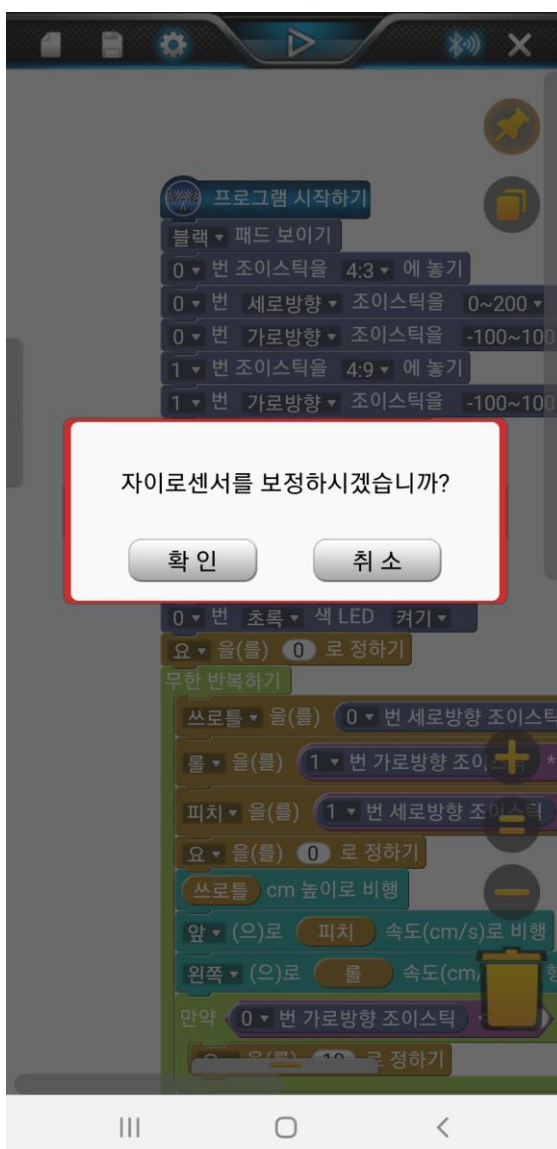 프로그램 시작하기
블랙 패드 보이기
0 번 조이스틱을 4:3 에 놓기
0 번 세로방향 조이스틱을 0~200
0 번 가로방향 조이스틱을 -100~100
1 번 조이스틱을 4:9 에 놓기
1 번 가로방향 조이스틱을 -100~100
자이로센서를 보정하시겠습니까?
확 인 취 소
0 번 초록 색 LED 켜기
요 을(를) 0 로 정하기
무한 반복하기
쓰로틀 을(를) 0 번 세로방향 조이스틱
롤 을(를) 1 번 가로방향 조이 *
피치 을(를) 1 번 세로방향 조이스틱
요 을(를) 0 로 정하기
쓰로틀 cm 높이로 비행
앞 (으)로 피치 속도(cm/s)로 비행
왼쪽 (으)로 롤 속도(cm/
만약 0 번 가로방향 조이스틱 <
요 을(를) 로 정하기